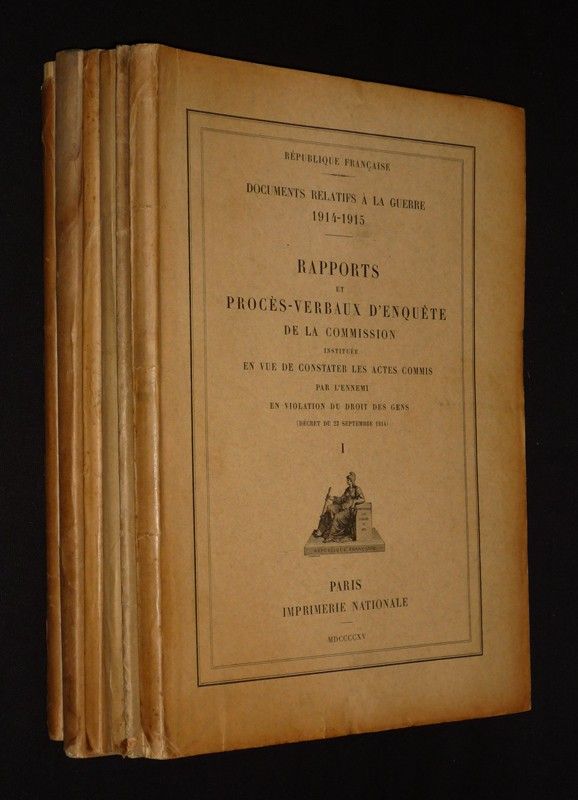 RÉPUBLIQUE FRANÇAISE
DOCUMENTS RELATIFS À LA GUERRE
1914-1915
RAPPORTS
ET
PROCÈS-VERBAUX D'ENQUÊTE
DE LA COMMISSION
INSTITUÉE
EN VUE DE CONSTATER LES ACTES COMMIS
PAR L'ENNEMI
EN VIOLATION DU DROIT DES GENS
(DÉCRET DU 23 SEPTEMBRE 1914)
I
RÉPUBLIQUE FRANÇAISE
PARIS
IMPRIMERIE NATIONALE
MDCCCCXV